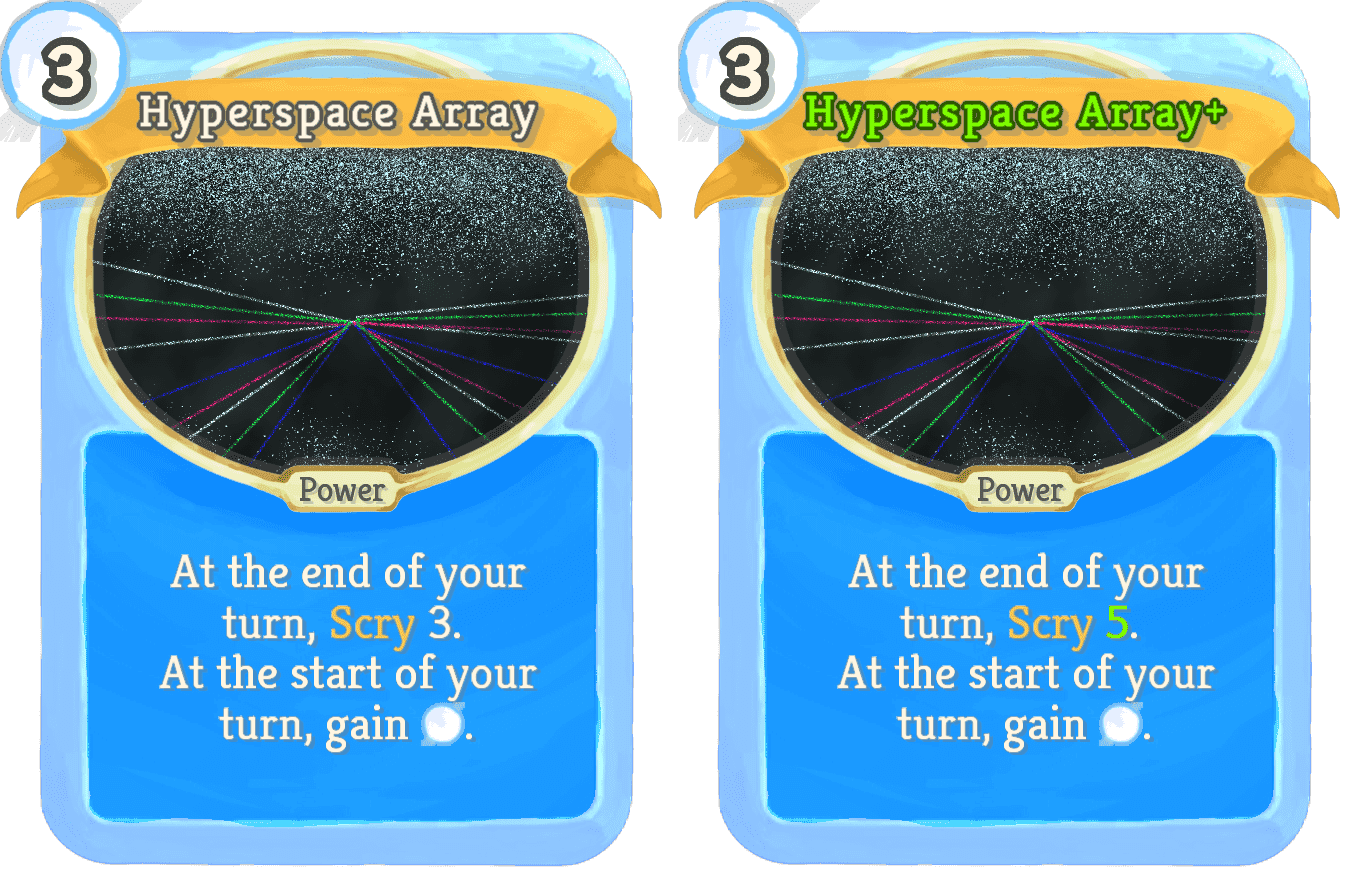 3
Hyperspace Array
Power
At the end of your
turn, Scry 3.
At the start of your
turn, gain .
3
Hyperspace Array+
Power
At the end of your
turn, Scry 5.
At the start of your
turn, gain .